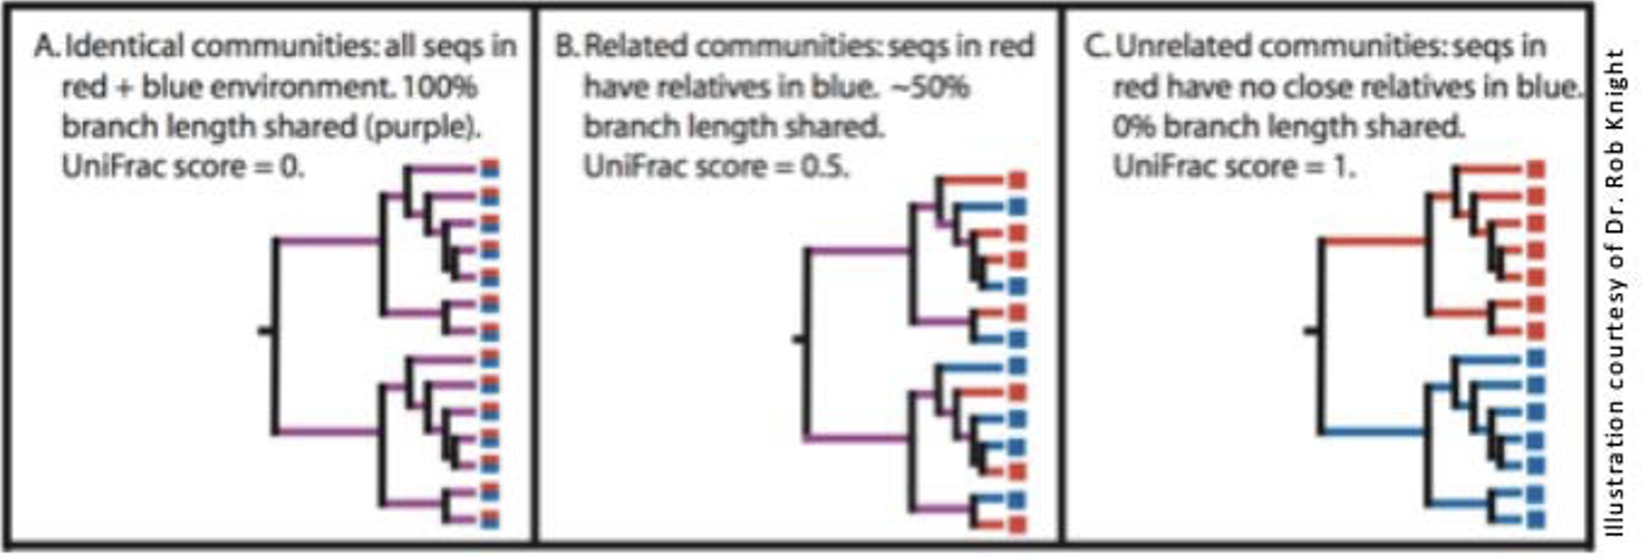 A. Identical communities: all seqs in
red + blue environment. 100%
branch length shared (purple).
UniFrac score = 0.
B. Related communities: seqs in red
have relatives in blue. ~50%
branch length shared.
UniFrac score = 0.5.
C. Unrelated communities: seqs in
red have no close relatives in blue.
0% branch length shared.
UniFrac score = 1.
Illustration courtesy of Dr. Rob Knight